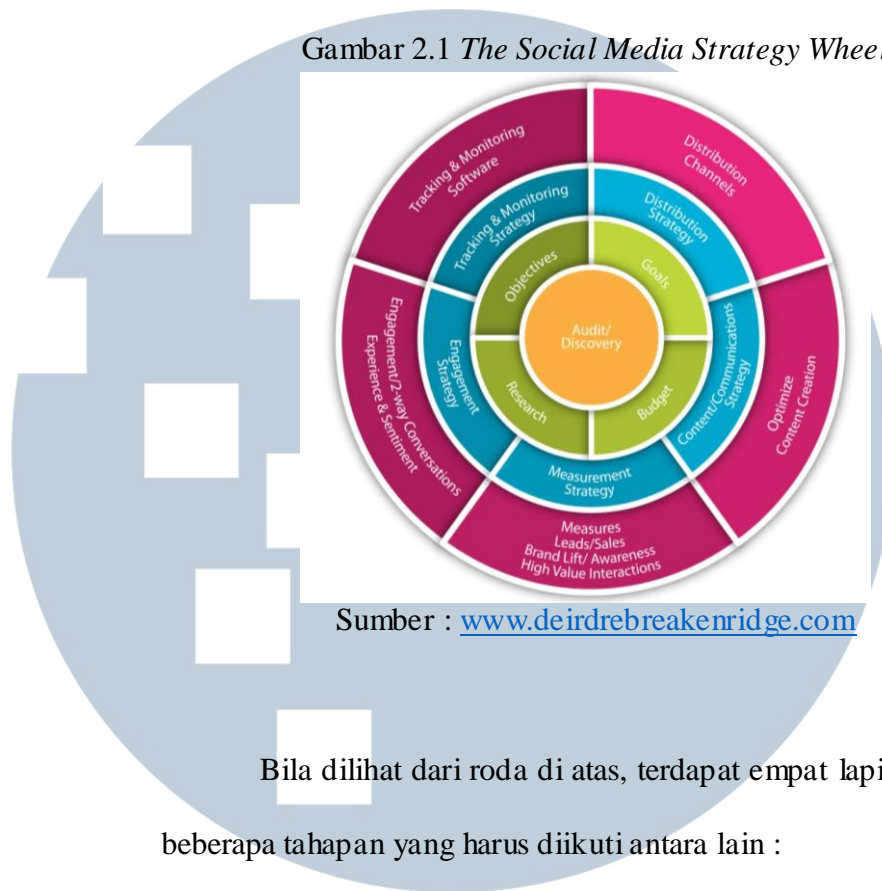 Gambar 2.1 The Social Media Strategy Wheel
Tracking & Monitoring
Software
Distribution
Channels
Tracking & Monitoring
Strategy
Distribution
Strategy
Objectives
Goals
Audit/
Discovery
Engagement/2-way Conversations
Experience & Sentiment
Engagement
Strategy
Research
Budget
Content/Communications
Strategy
Optimize
Content Creation
Measurement
Strategy
Measures
Leads/Sales
Brand Lift/ Awareness
High Value Interactions
Sumber : www.deirdrebreakenridge.com
Bila dilihat dari roda di atas, terdapat empat lapi
beberapa tahapan yang harus diikuti antara lain :